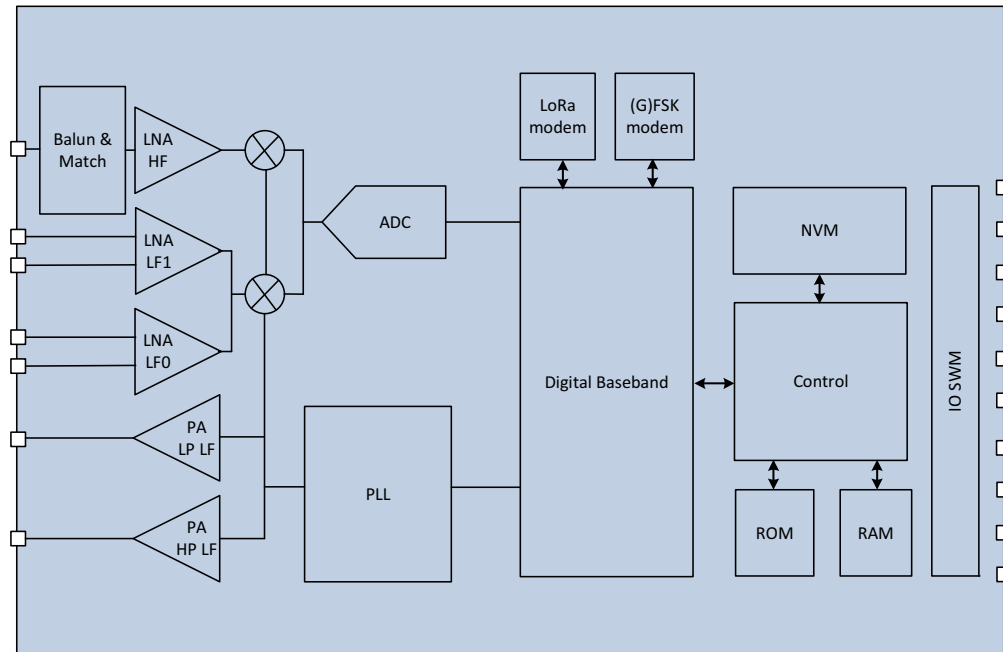 LoRa
modem
(G)FSK
modem
Balun &
Match
LNA
HF
LNA
LF1
LNA
LF0
ADC
NVM
Digital Baseband
Control
IO SWM
PA
LP LF
PA
HP LF
PLL
ROM
RAM